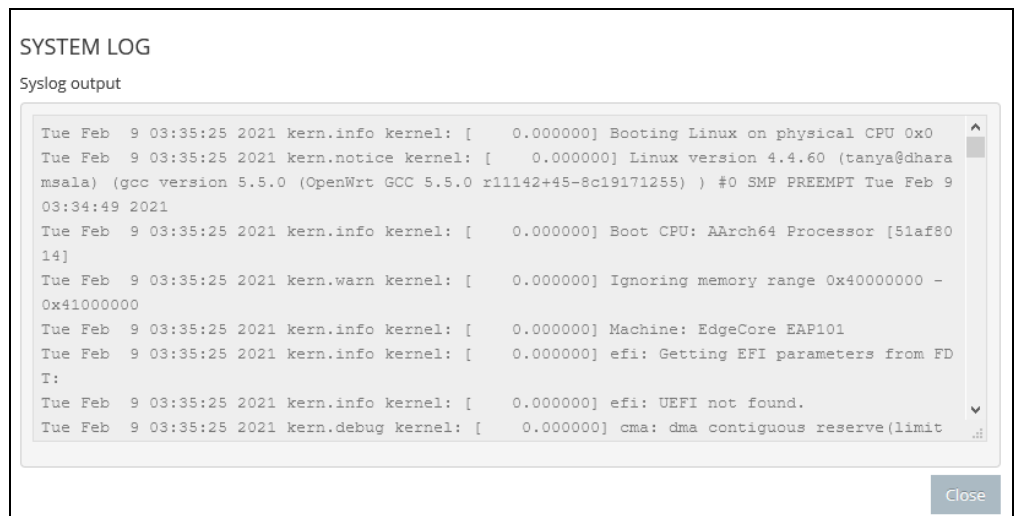 SYSTEM LOG
Syslog output
Tue Feb  9 03:35:25 2021 kern.info kernel: [    0.000000] Booting Linux on physical CPU 0x0
Tue Feb  9 03:35:25 2021 kern.notice kernel: [    0.000000] Linux version 4.4.60 (tanya@dhara
msala) (gcc version 5.5.0 (OpenWrt GCC 5.5.0 r11142+45-8c19171255) ) #0 SMP PREEMPT Tue Feb 9
03:34:49 2021
Tue Feb  9 03:35:25 2021 kern.info kernel: [    0.000000] Boot CPU: AArch64 Processor [51af80
14]
Tue Feb  9 03:35:25 2021 kern.warn kernel: [    0.000000] Ignoring memory range 0x40000000 -
0x41000000
Tue Feb  9 03:35:25 2021 kern.info kernel: [    0.000000] Machine: EdgeCore EAP101
Tue Feb  9 03:35:25 2021 kern.info kernel: [    0.000000] efi: Getting EFI parameters from FD
T:
Tue Feb  9 03:35:25 2021 kern.info kernel: [    0.000000] efi: UEFI not found.
Tue Feb  9 03:35:25 2021 kern.debug kernel: [    0.000000] cma: dma contiguous reserve(limit
Close